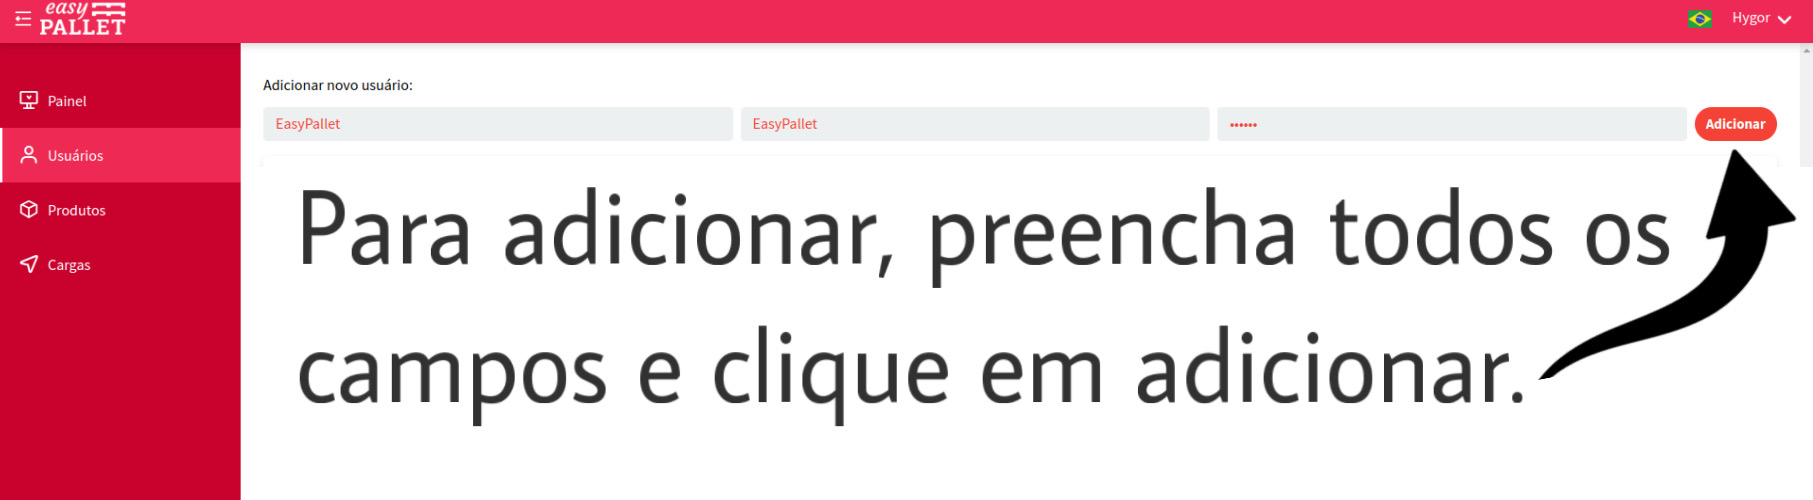 easy
PALLET
Hygor
Painel
Usuários
Produtos
Cargas
Adicionar novo usuário:
EasyPallet
EasyPallet
••••••
Adicionar
Para adicionar, preencha todos os
campos e clique em adicionar.